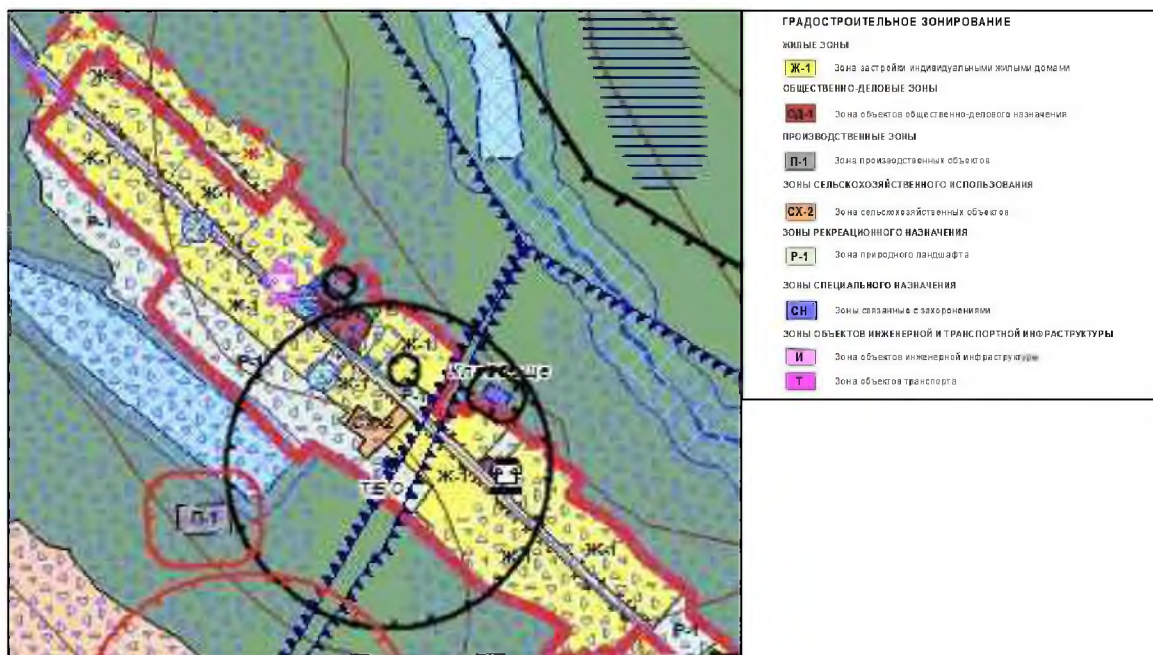 ГРАДОСТРОИТЕЛЬНОЕ ЗОНИРОВАНИЕ
ЖИЛЫЕ ЗОНЫ
Ж-1 Зона застройки индивидуальными жилыми домами
ОБЩЕСТВЕННО-ДЕЛОВЫЕ ЗОНЫ
ОД-1 Зона объектов общественно-делового назначения
ПРОИЗВОДСТВЕННЫЕ ЗОНЫ
П-1 Зона производственных объектов
ЗОНЫ СЕЛЬСКОХОЗЯЙСТВЕННОГО ИСПОЛЬЗОВАНИЯ
СХ-2 Зона сельскохозяйственных объектов
ЗОНЫ РЕКРЕАЦИОННОГО НАЗНАЧЕНИЯ
Р-1 Зона природного ландшафта
ЗОНЫ СПЕЦИАЛЬНОГО НАЗНАЧЕНИЯ
СН Зоны связанные с захоронениями
ЗОНЫ ОБЪЕКТОВ ИНЖЕНЕРНОЙ И ТРАНСПОРТНОЙ ИНФРАСТРУКТУРЫ
И Зона объектов инженерной инфраструктуры
Т Зона объектов транспорта
Ж-1
Ж-1
Ж-1
Ж-1
Р-1
Ж-1
Р-1
Ж-1
Ж-1
Р-1
СХ-2
Ж-1
П-1
Ж-1
Р-1